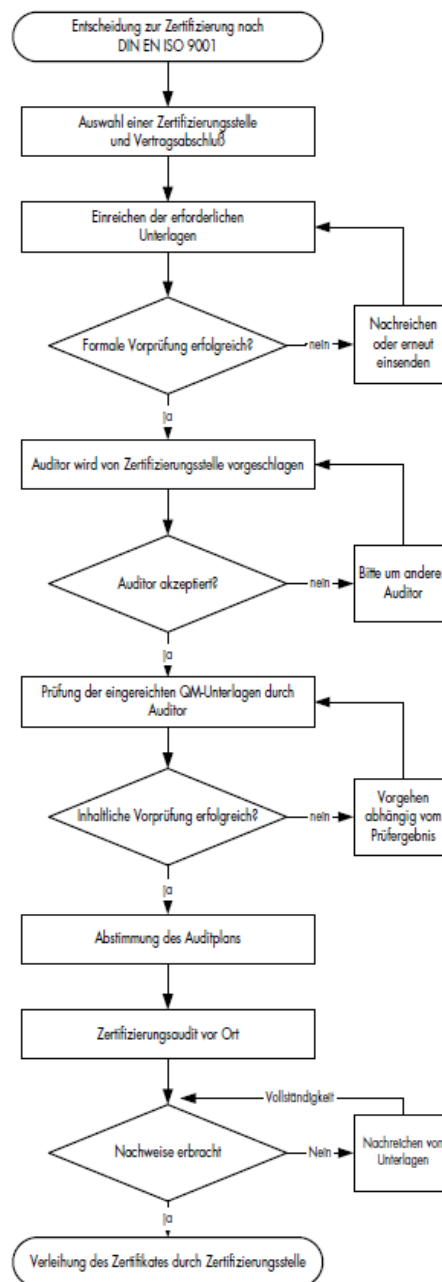 Entscheidung zur Zertifizierung nach
DIN EN ISO 9001
Auswahl einer Zertifizierungsstelle
und Vertragsabschluß
Einreichen der erforderlichen
Unterlagen
Formale Vorprüfung erfolgreich?
nein
Nachreichen
oder erneut
einsenden
Ja
Auditor wird von Zertifizierungsstelle vorgeschlagen
Auditor akzeptiert?
nein
Bitte um anderen
Auditor
Ja
Prüfung der eingereichten QM-Unterlagen durch
Auditor
Inhaltliche Vorprüfung erfolgreich?
nein
Vorgehen
abhängig vom
Prüfergebnis
Ja
Abstimmung des Auditplans
Zertifizierungsaudit vor Ort
Vollständigkeit
Nachweise erbracht
Nein
Nachreichen von
Unterlagen
Ja
Verleihung des Zertifikates durch Zertifizierungsstelle